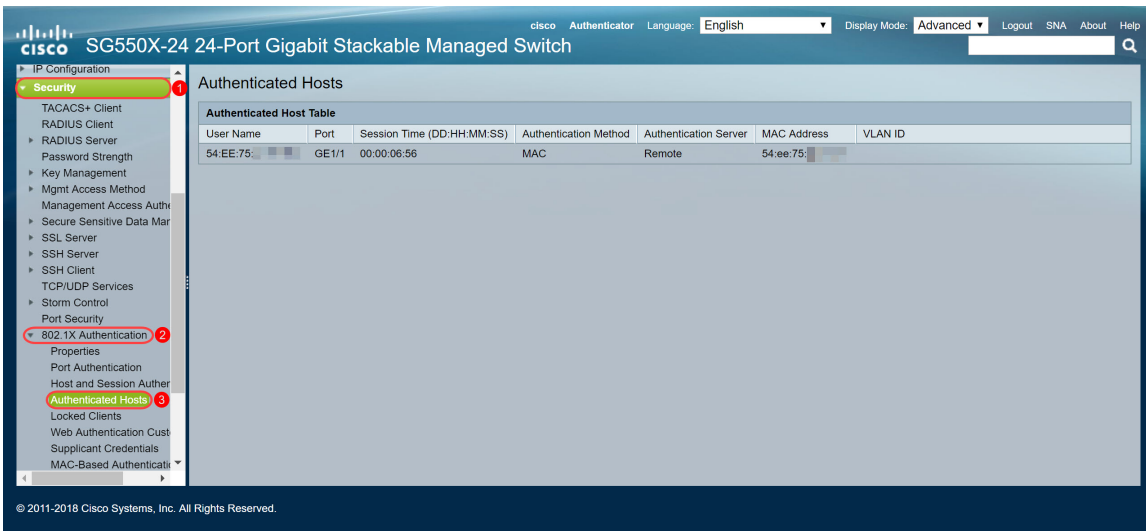 cisco Authenticator Language: English Display Mode: Advanced Logout SNA About Help
CISCO SG550X-24 24-Port Gigabit Stackable Managed Switch
IP Configuration
Security 1
TACACS+ Client
RADIUS Client
RADIUS Server
Password Strength
Key Management
Mgmt Access Method
Management Access Authe
Secure Sensitive Data Mar
SSL Server
SSH Server
SSH Client
TCP/UDP Services
Storm Control
Port Security
802.1X Authentication 2
Properties
Port Authentication
Host and Session Auther
Authenticated Hosts 3
Locked Clients
Web Authentication Cust
Supplicant Credentials
MAC-Based Authenticatic
Authenticated Hosts
Authenticated Host Table
User Name Port Session Time (DD:HH:MM:SS) Authentication Method Authentication Server MAC Address VLAN ID
54:EE:75: GE1/1 00:00:06:56 MAC Remote 54:ee:75:
© 2011-2018 Cisco Systems, Inc. All Rights Reserved.